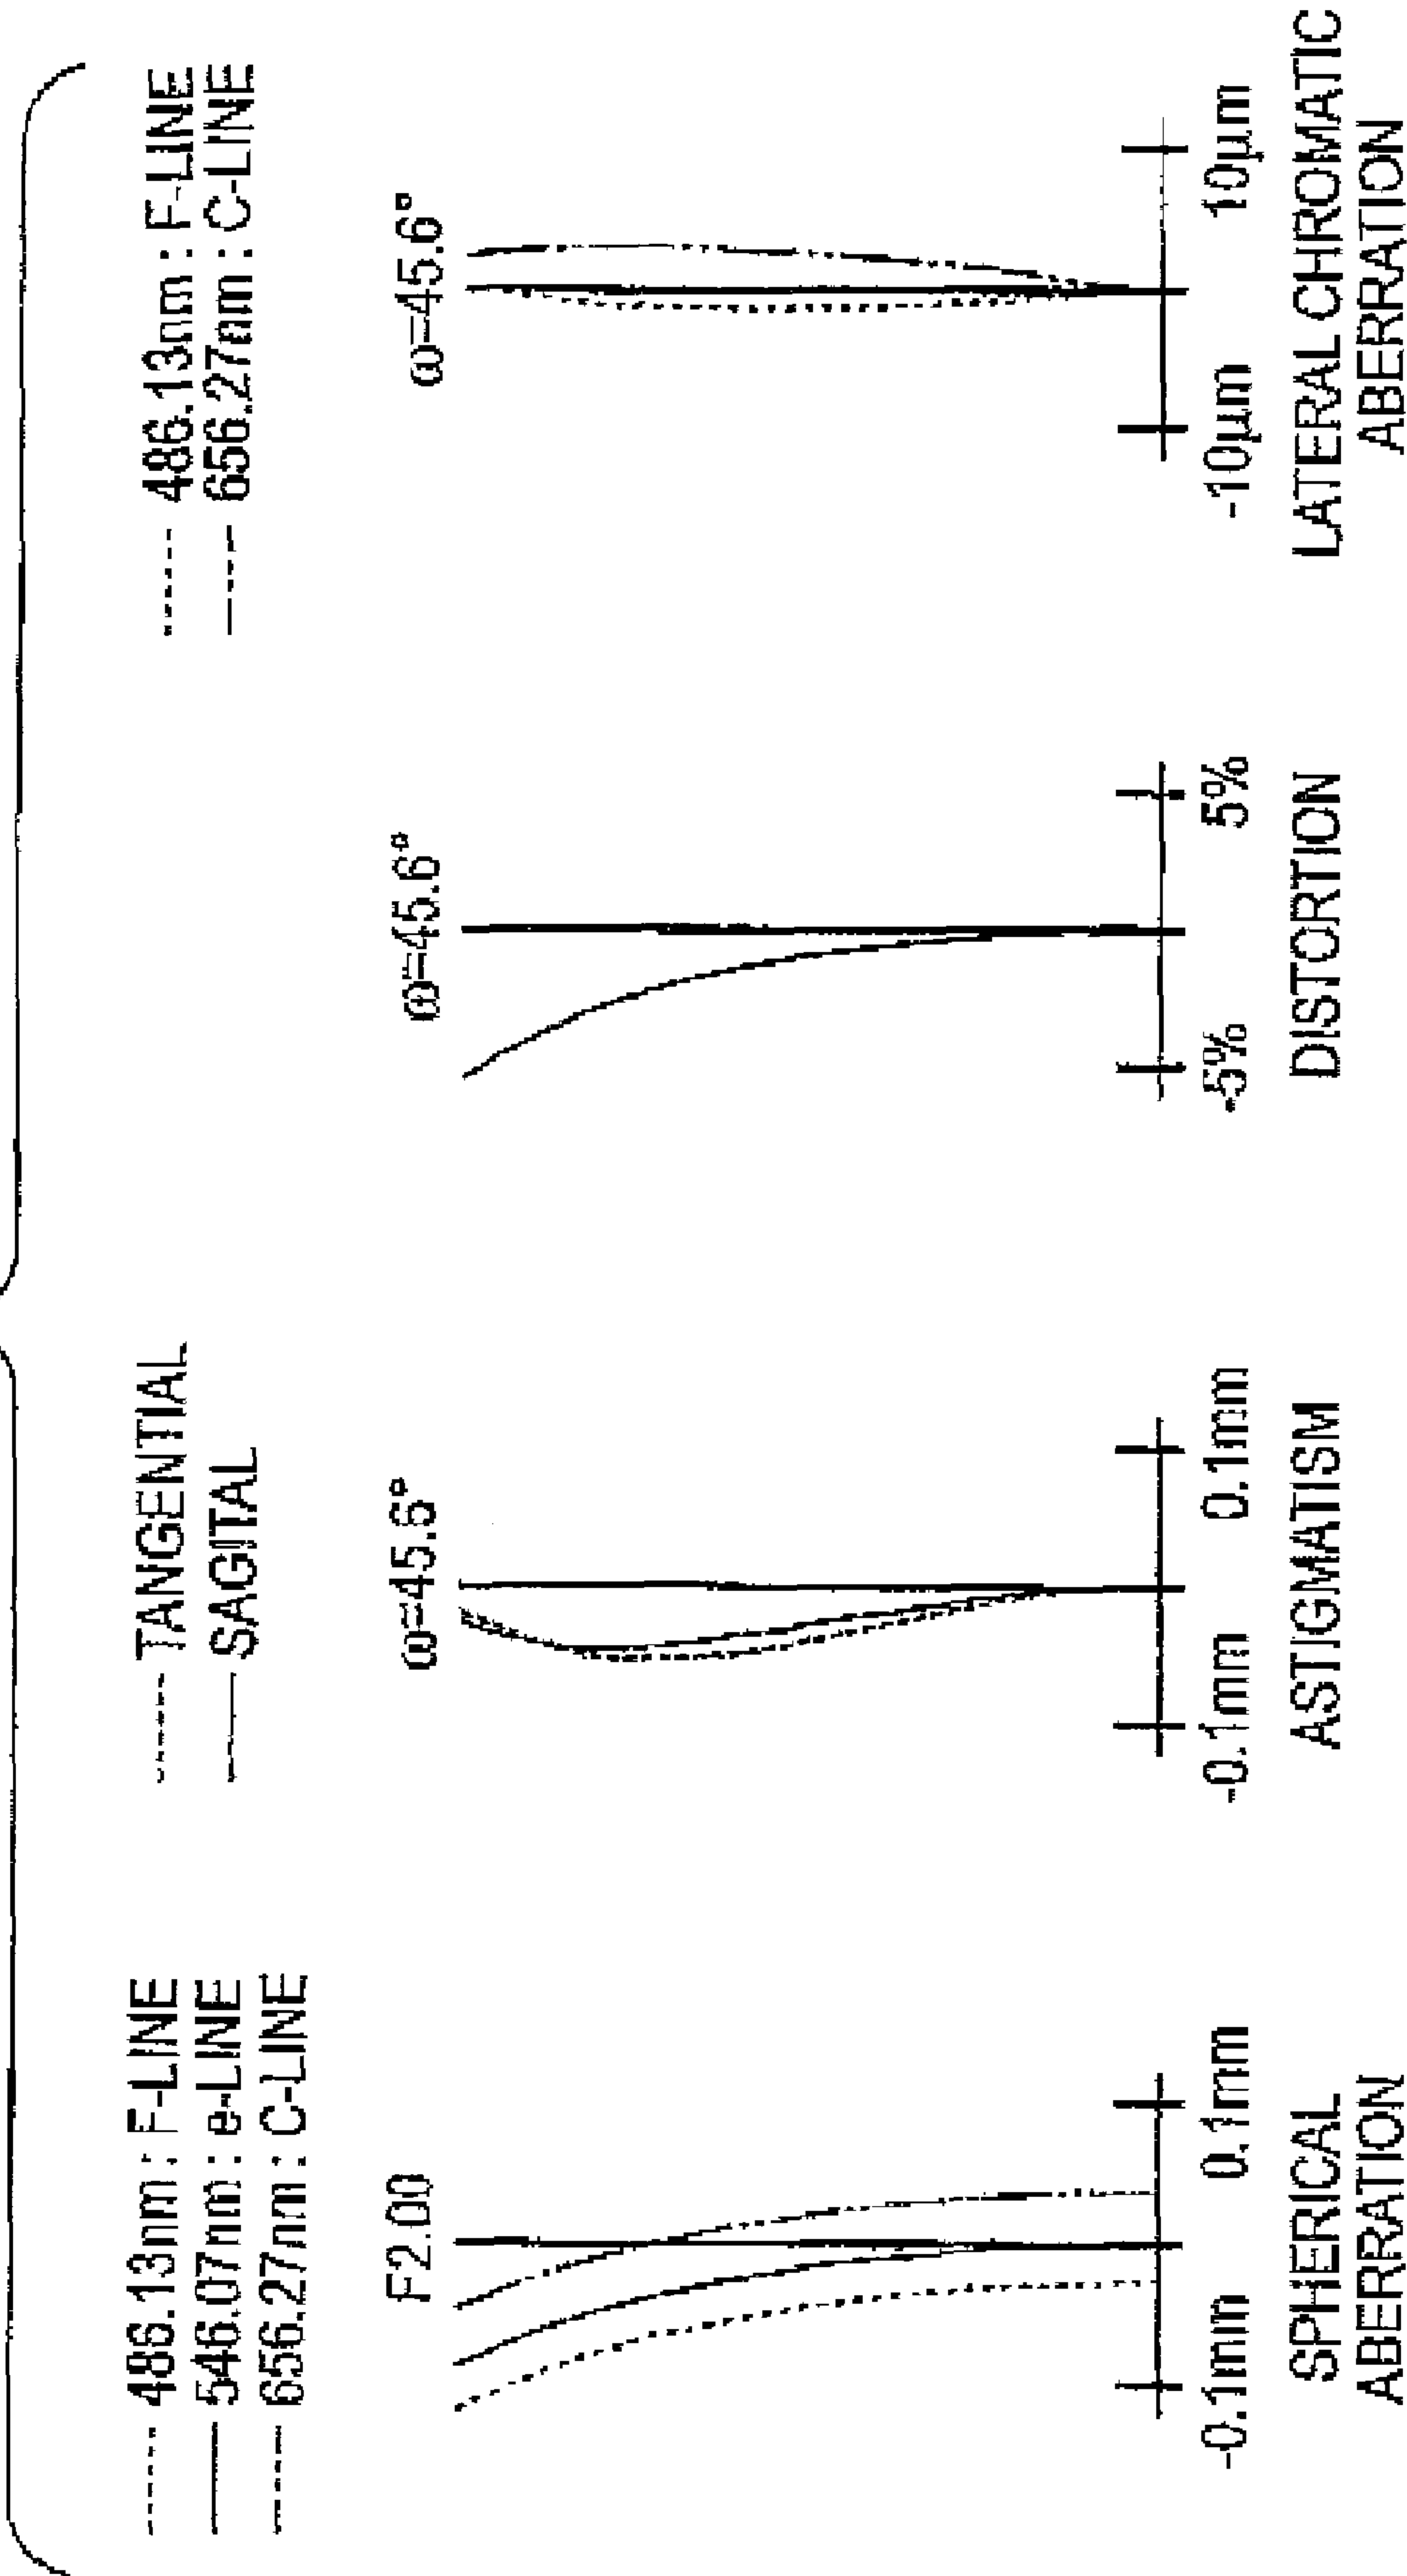 486.13nm : F-LINE
546.07nm : e-LINE
656.27nm : C-LINE
F2.00
-0.1mm 0.1mm
SPHERICAL
ABERRATION
TANGENTIAL
SAGITAL
ω=45.6°
-0.1mm 0.1mm
ASTIGMATISM
ω=45.6°
-5% 5%
DISTORTION
486.13nm : F-LINE
656.27nm : C-LINE
ω=45.6°
-10μm 10μm
LATERAL CHROMATIC
ABERRATION